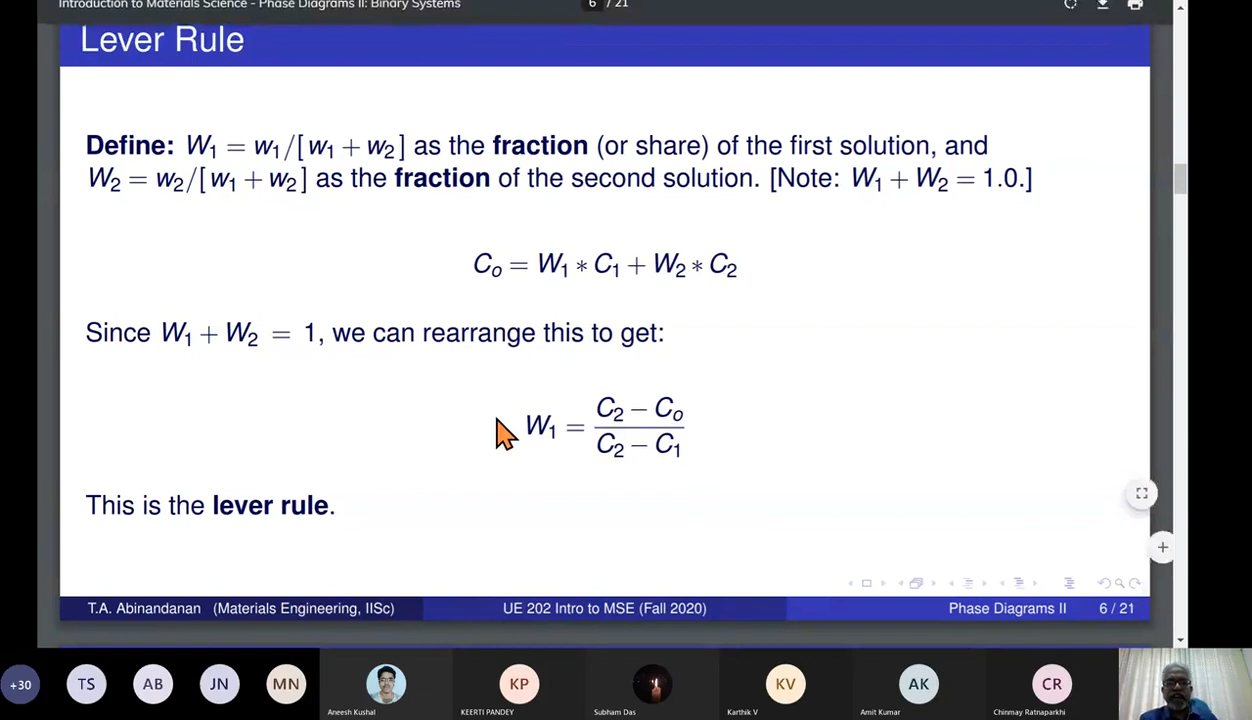 Introduction to Materials Science - Phase Diagrams II: Binary Systems
6 / 21
Lever Rule
Define: W₁ = w₁/[w₁ + w₂] as the fraction (or share) of the first solution, and
W₂ = w₂/[w₁ + w₂] as the fraction of the second solution. [Note: W₁ + W₂ = 1.0.]
Cₒ = W₁ ∗ C₁ + W₂ ∗ C₂
Since W₁ + W₂ = 1, we can rearrange this to get:
W₁ = (C₂ − Cₒ)/(C₂ − C₁)
This is the lever rule.
T.A. Abinandanan (Materials Engineering, IISc) UE 202 Intro to MSE (Fall 2020) Phase Diagrams II 6 / 21
+30 TS AB JN MN KP KV AK CR
Aneesh Kushal KEERTI PANDEY Subham Das Karthik V Amit Kumar Chinmay Ratnaparkhi